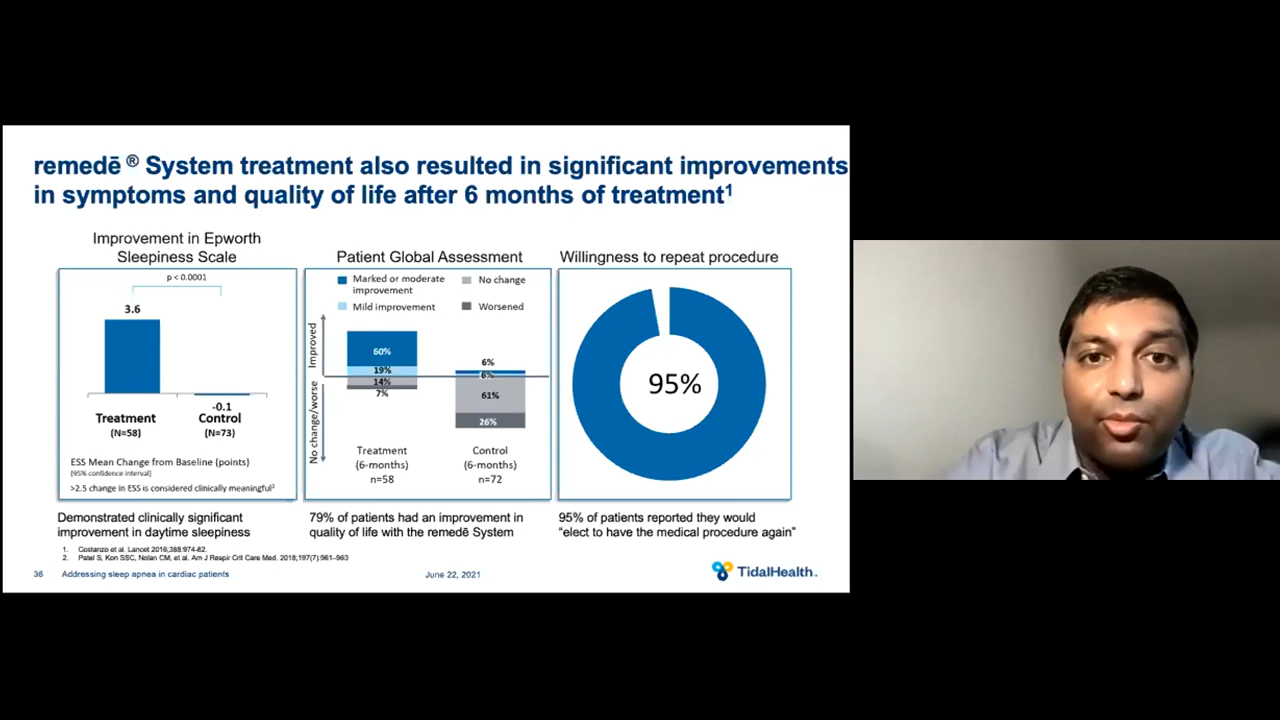 remedē ® System treatment also resulted in significant improvements
in symptoms and quality of life after 6 months of treatment1
Improvement in Epworth
Sleepiness Scale
p < 0.0001
3.6
-0.1
Treatment
(N=58)
Control
(N=73)
ESS Mean Change from Baseline (points)
[95% confidence interval]
>2.5 change in ESS is considered clinically meaningful2
Demonstrated clinically significant
improvement in daytime sleepiness
Patient Global Assessment
Marked or moderate
improvement
No change
Mild improvement
Worsened
Improved
No change/worse
60%
19%
14%
7%
6%
6%
61%
26%
Treatment
(6-months)
n=58
Control
(6-months)
n=72
79% of patients had an improvement in
quality of life with the remedē System
Willingness to repeat procedure
95%
95% of patients reported they would
“elect to have the medical procedure again”
1. Costanzo et al. Lancet 2016;388:974-82.
2. Patel S, Kon SSC, Nolan CM, et al. Am J Respir Crit Care Med. 2018;197(7):961–963
36 Addressing sleep apnea in cardiac patients
June 22, 2021
TidalHealth